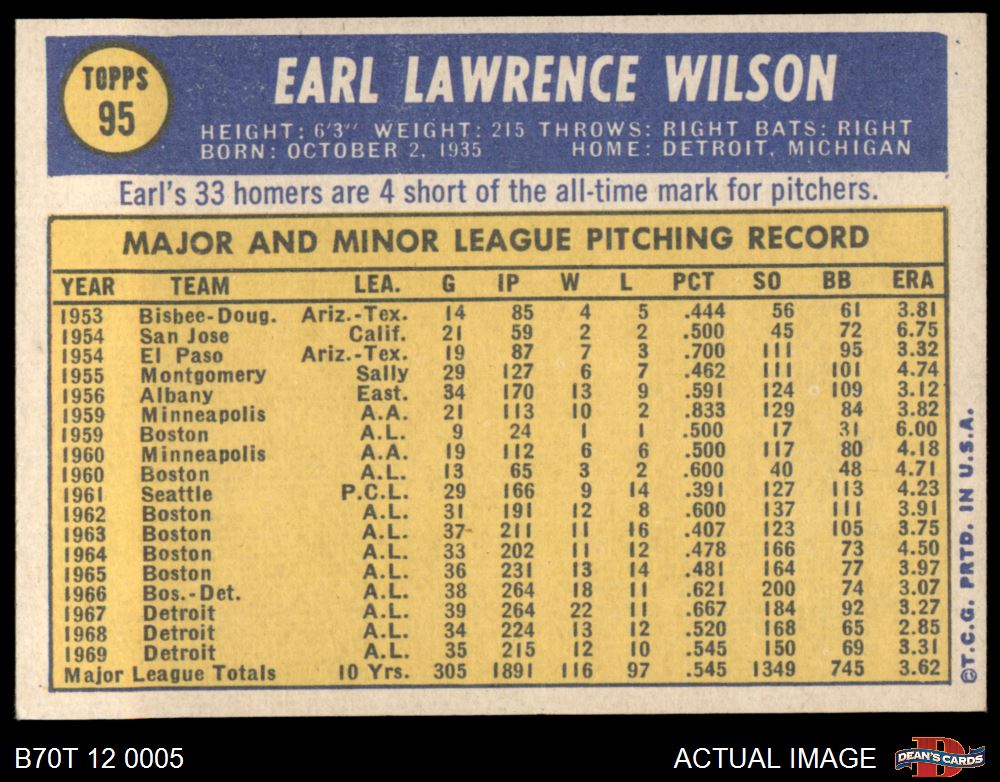 TOPPS
95
EARL LAWRENCE WILSON
HEIGHT: 6'3" WEIGHT: 215 THROWS: RIGHT BATS: RIGHT
BORN: OCTOBER 2, 1935 HOME: DETROIT, MICHIGAN
Earl's 33 homers are 4 short of the all-time mark for pitchers.
MAJOR AND MINOR LEAGUE PITCHING RECORD
YEAR TEAM LEA. G IP W L PCT SO BB ERA
1953 Bisbee-Doug. Ariz.-Tex. 14 85 4 5 .444 56 61 3.81
1954 San Jose Calif. 21 59 2 2 .500 45 72 6.75
1954 El Paso Ariz.-Tex. 19 87 7 3 .700 111 95 3.32
1955 Montgomery Sally 29 127 6 7 .462 111 101 4.74
1956 Albany East. 34 170 13 9 .591 124 109 3.12
1959 Minneapolis A.A. 21 113 10 2 .833 129 84 3.82
1959 Boston A.L. 9 24 1 1 .500 17 31 6.00
1960 Minneapolis A.A. 19 112 6 6 .500 117 80 4.18
1960 Boston A.L. 13 65 3 2 .600 40 48 4.71
1961 Seattle P.C.L. 29 166 9 14 .391 127 113 4.23
1962 Boston A.L. 31 191 12 8 .600 137 111 3.91
1963 Boston A.L. 37 211 11 16 .407 123 105 3.75
1964 Boston A.L. 33 202 11 12 .478 166 73 4.50
1965 Boston A.L. 36 231 13 14 .481 164 77 3.97
1966 Bos.-Det. A.L. 38 264 18 11 .621 200 74 3.07
1967 Detroit A.L. 39 264 22 11 .667 184 92 3.27
1968 Detroit A.L. 34 224 13 12 .520 168 65 2.85
1969 Detroit A.L. 35 215 12 10 .545 150 69 3.31
Major League Totals 10 Yrs. 305 1891 116 97 .545 1349 745 3.62
©T.C.G. PRTD. IN U.S.A.
B70T 12 0005 ACTUAL IMAGE
D
DEAN'S CARDS